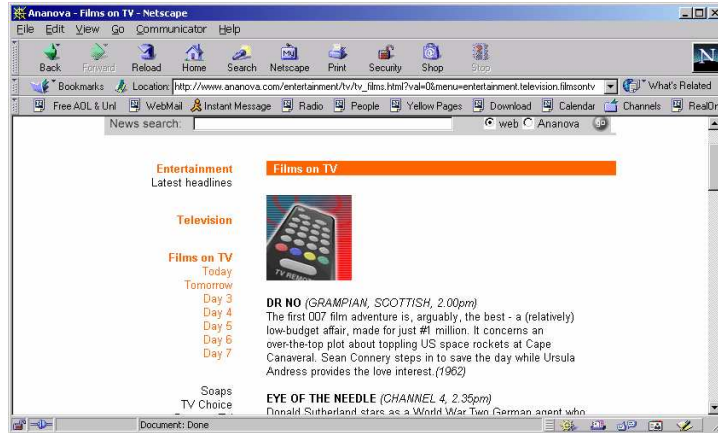 Ananova - Films on TV - Netscape
File Edit View Go Communicator Help
Back Forward Reload Home Search Netscape Print Security Shop Stop
Bookmarks Location: http://www.ananova.com/entertainment/tv/tv_films.html?val=0&menu=entertainment.television.filmsontv What's Related
Free AOL & Unl WebMail Instant Message Radio People Yellow Pages Download Calendar Channels RealOr
News search: web Ananova go
Entertainment
Latest headlines
Television
Films on TV
Today
Tomorrow
Day 3
Day 4
Day 5
Day 6
Day 7
Soaps
TV Choice
Films on TV
TV REMO
DR NO (GRAMPIAN, SCOTTISH, 2.00pm)
The first 007 film adventure is, arguably, the best - a (relatively)
low-budget affair, made for just #1 million. It concerns an
over-the-top plot about toppling US space rockets at Cape
Canaveral. Sean Connery steps in to save the day while Ursula
Andress provides the love interest.(1962)
EYE OF THE NEEDLE (CHANNEL 4, 2.35pm)
Donald Sutherland stars as a World War Two German agent who
Document: Done